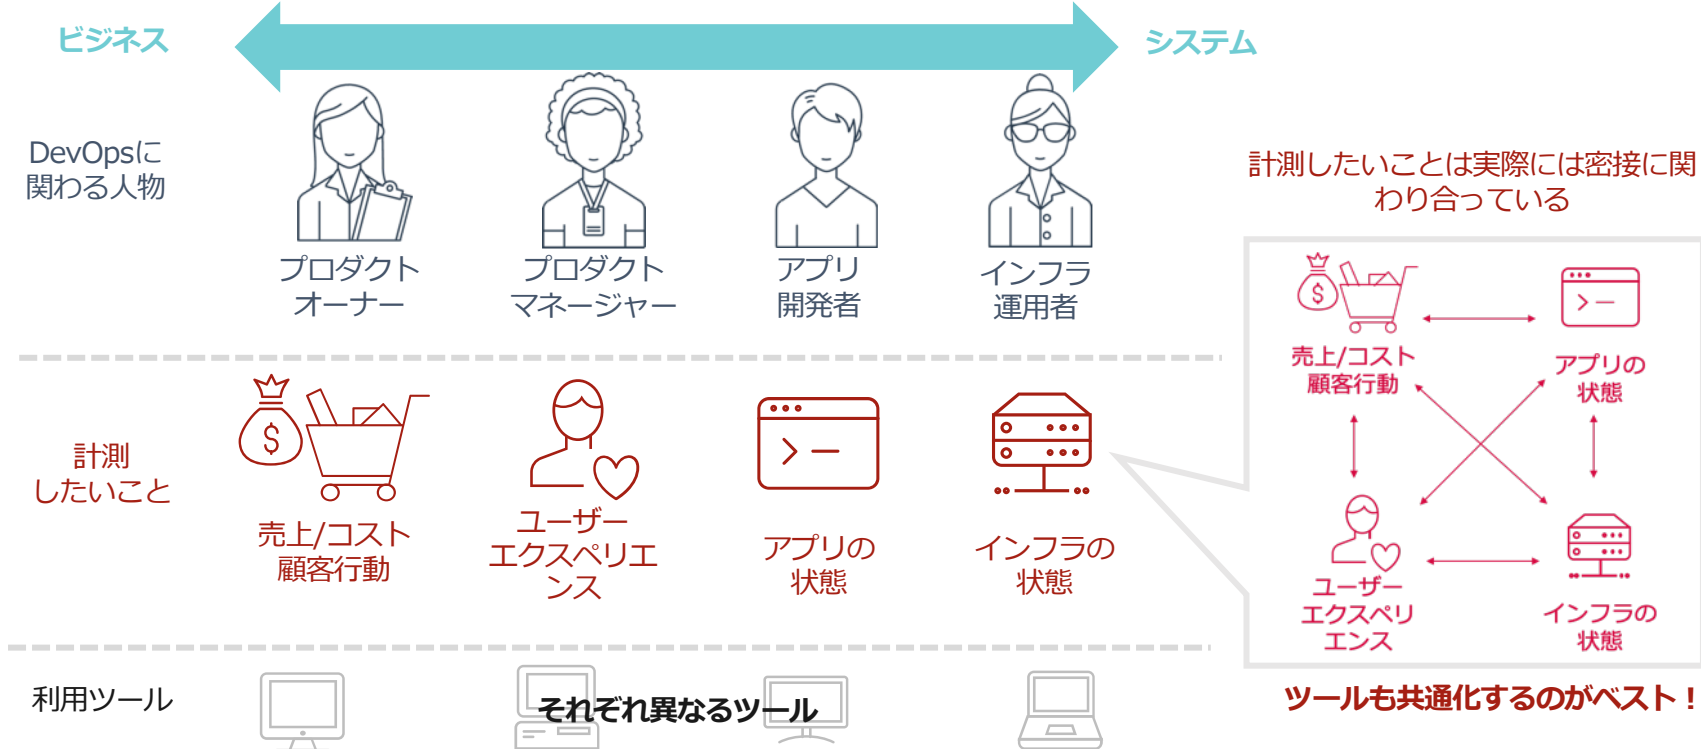 ビジネス
システム
DevOpsに
関わる人物
プロダクト
オーナー
プロダクト
マネージャー
アプリ
開発者
インフラ
運用者
計測
したいこと
$
売上/コスト
顧客行動
ユーザー
エクスペリエ
ンス
アプリの
状態
インフラの
状態
利用ツール
それぞれ異なるツール
計測したいことは実際には密接に関
わり合っている
$
売上/コスト
顧客行動
アプリの
状態
ユーザー
エクスペリ
エンス
インフラの
状態
ツールも共通化するのがベスト！